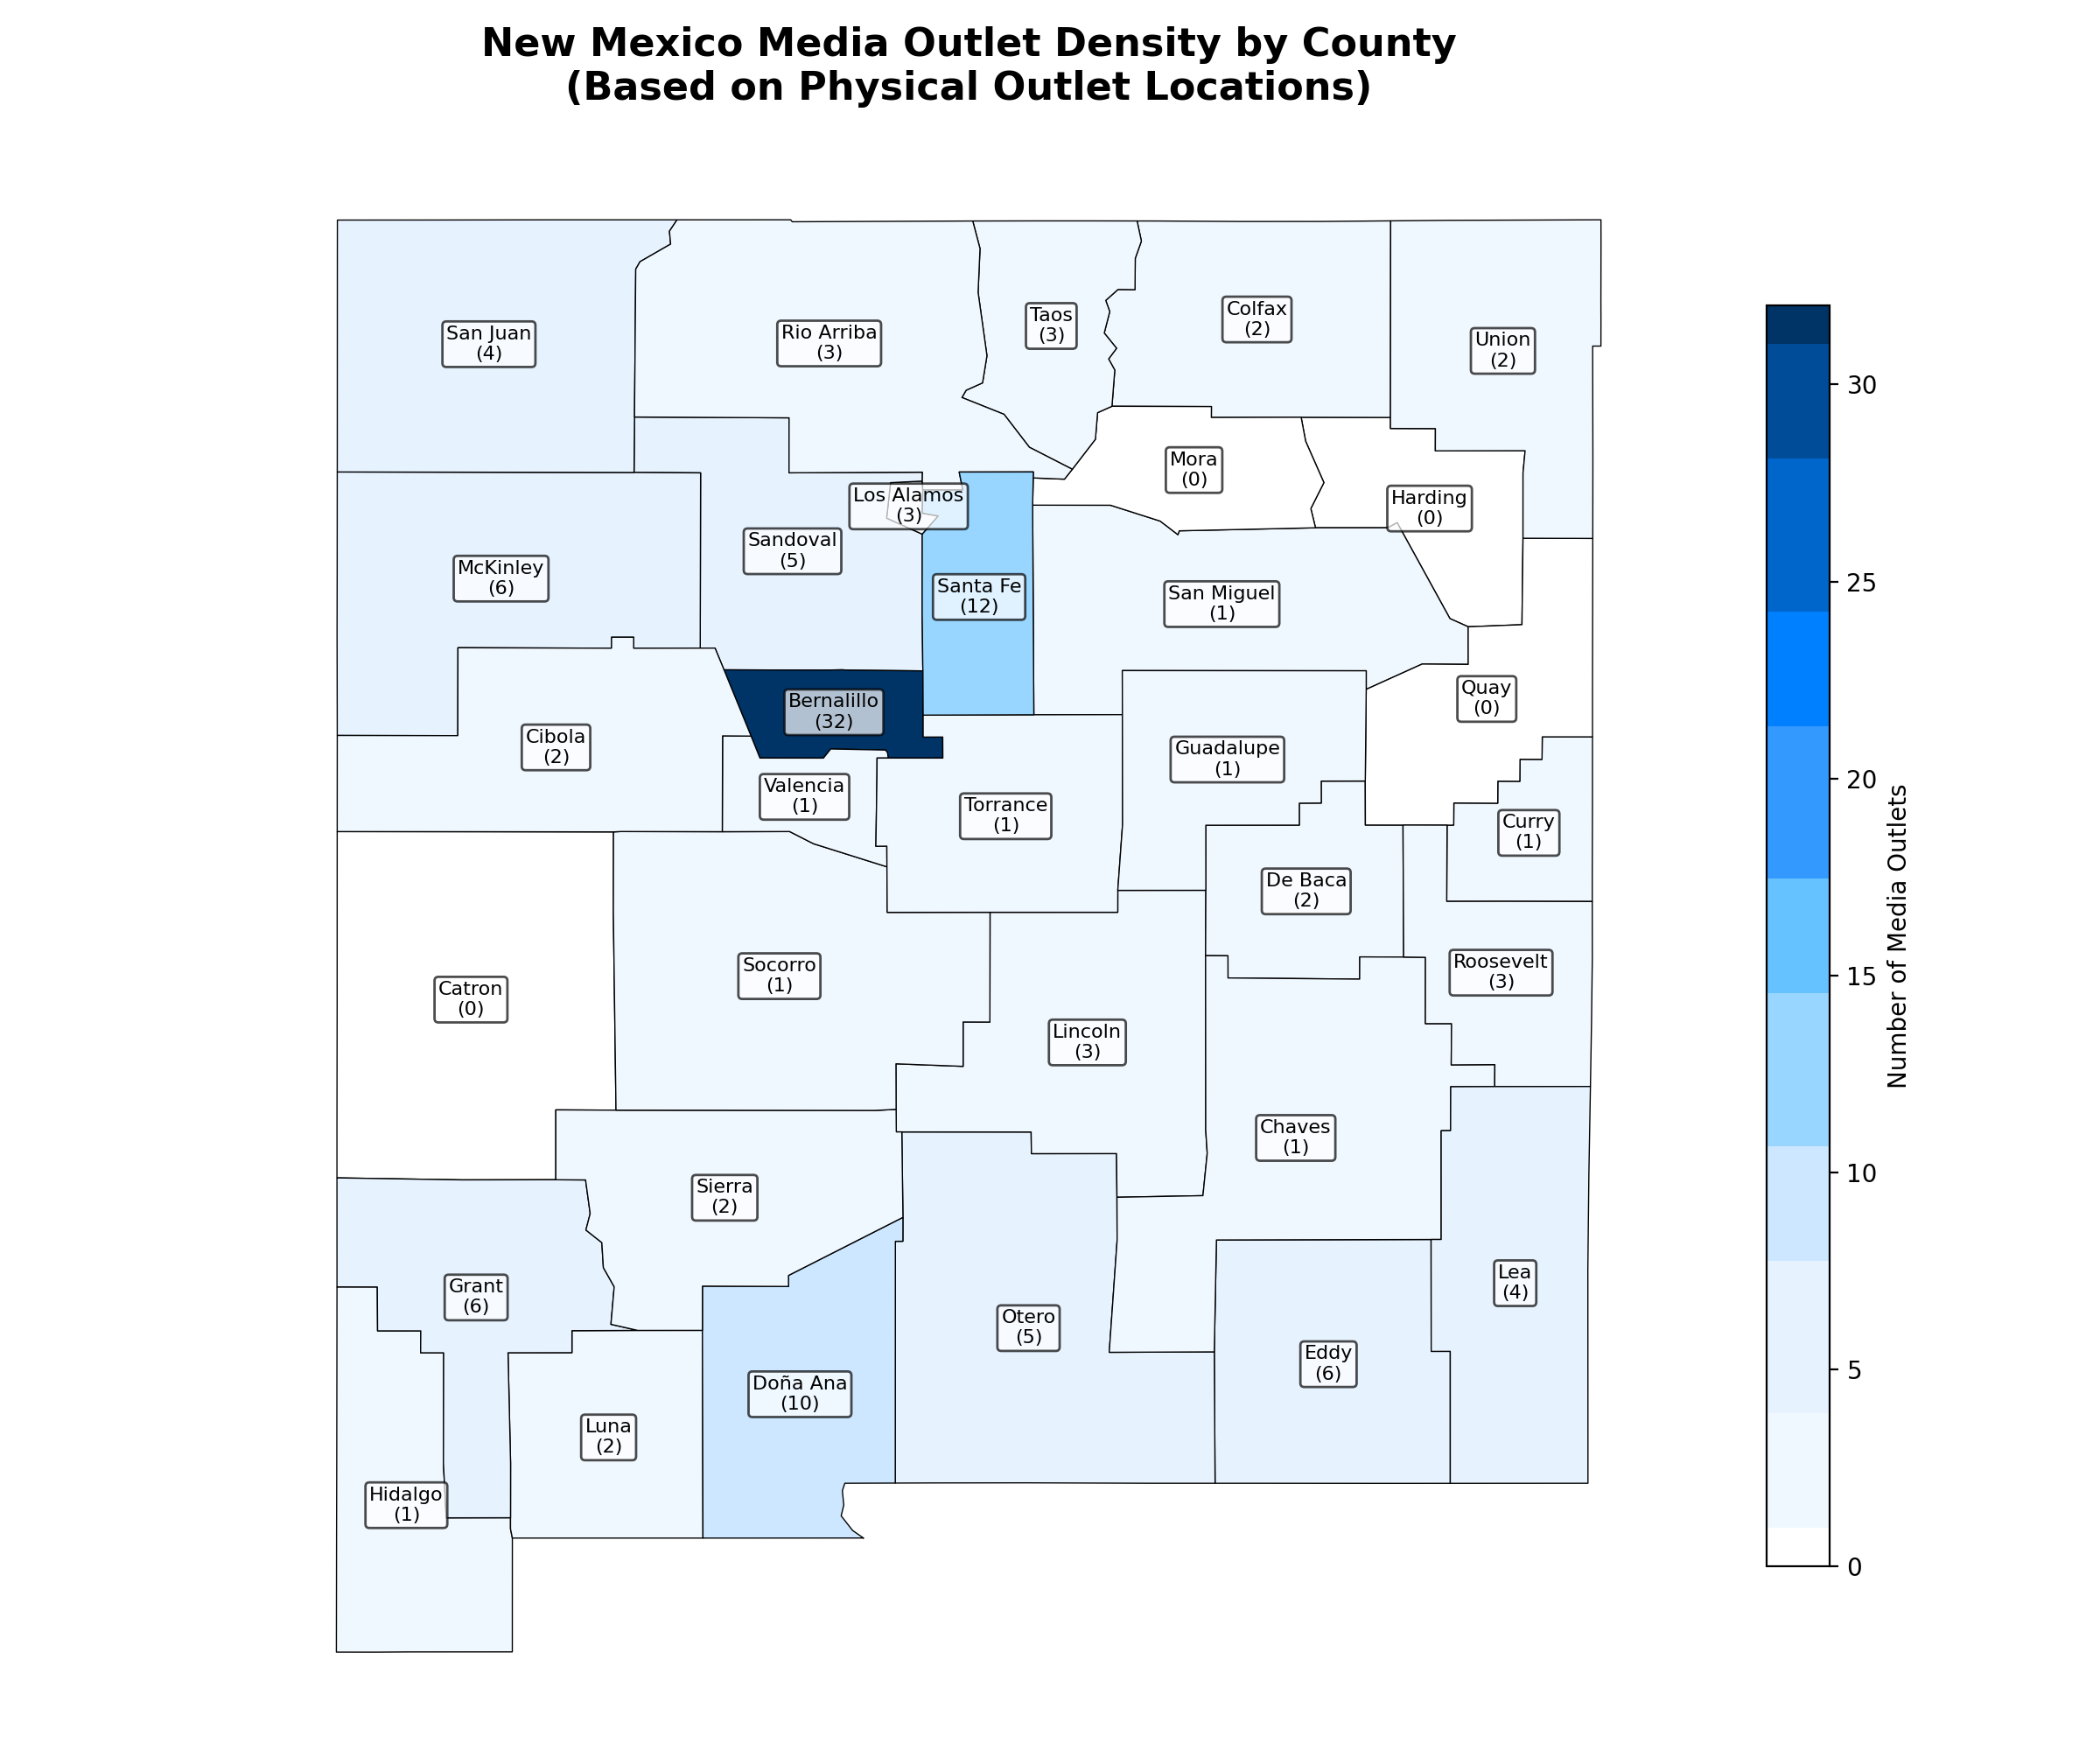 New Mexico Media Outlet Density by County
(Based on Physical Outlet Locations)
San Juan
(4)
Rio Arriba
(3)
Taos
(3)
Colfax
(2)
Union
(2)
Mora
(0)
Harding
(0)
Los Alamos
(3)
Sandoval
(5)
McKinley
(6)
Santa Fe
(12)
San Miguel
(1)
Quay
(0)
Bernalillo
(32)
Cibola
(2)
Guadalupe
(1)
Valencia
(1)
Torrance
(1)
Curry
(1)
De Baca
(2)
Roosevelt
(3)
Socorro
(1)
Catron
(0)
Lincoln
(3)
Chaves
(1)
Sierra
(2)
Grant
(6)
Lea
(4)
Otero
(5)
Eddy
(6)
Doña Ana
(10)
Luna
(2)
Hidalgo
(1)
30
25
20
15
10
5
0
Number of Media Outlets